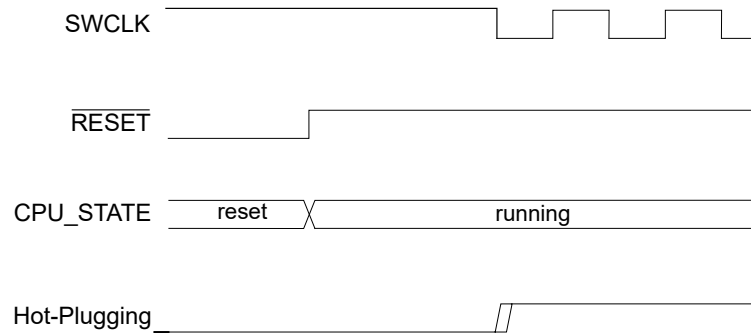 SWCLK
RESET
CPU_STATE reset running
Hot-Plugging